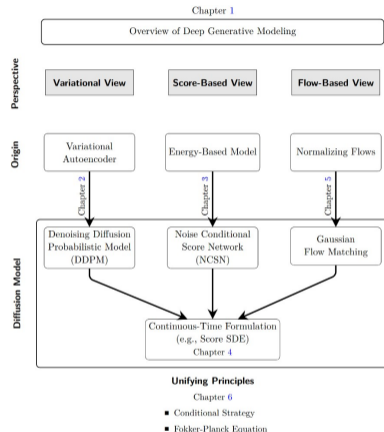 Chapter 1
Overview of Deep Generative Modeling
Perspective
Variational View
Score-Based View
Flow-Based View
Origin
Variational
Autoencoder
Energy-Based Model
Normalizing Flows
Chapter 2
Chapter 3
Chapter 5
Diffusion Model
Denoising Diffusion
Probabilistic Model
(DDPM)
Noise Conditional
Score Network
(NCSN)
Gaussian
Flow Matching
Continuous-Time Formulation
(e.g., Score SDE)
Chapter 4
Unifying Principles
Chapter 6
■ Conditional Strategy
■ Fokker-Planck Equation